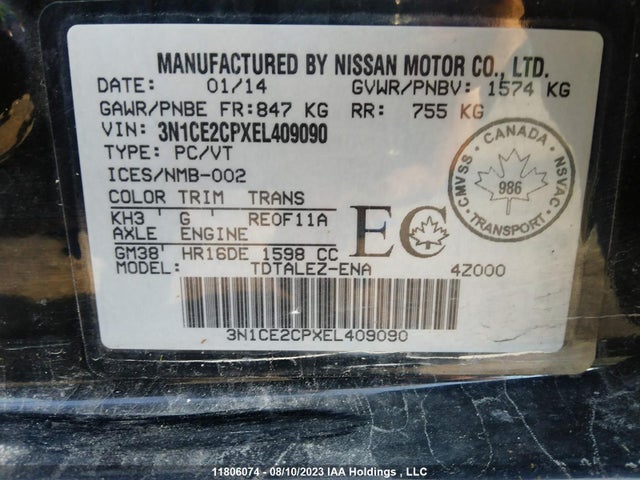 MANUFACTURED BY NISSAN MOTOR CO., LTD.
DATE: 01/14 GVWR/PNBV: 1574 KG
GAWR/PNBE FR:847 KG RR: 755 KG
VIN: 3N1CE2CPXEL409090
TYPE: PC/VT
ICES/NMB-002
COLOR TRIM TRANS
KH3 ' G ' RE0F11A
AXLE ENGINE
GM38' HR16DE 1598 CC
MODEL: TDTALEZ-ENA 4Z000
EC
CMVSS CANADA NSVAC
986
TRANSPORT
3N1CE2CPXEL409090
11806074 - 08/10/2023 IAA Holdings , LLC